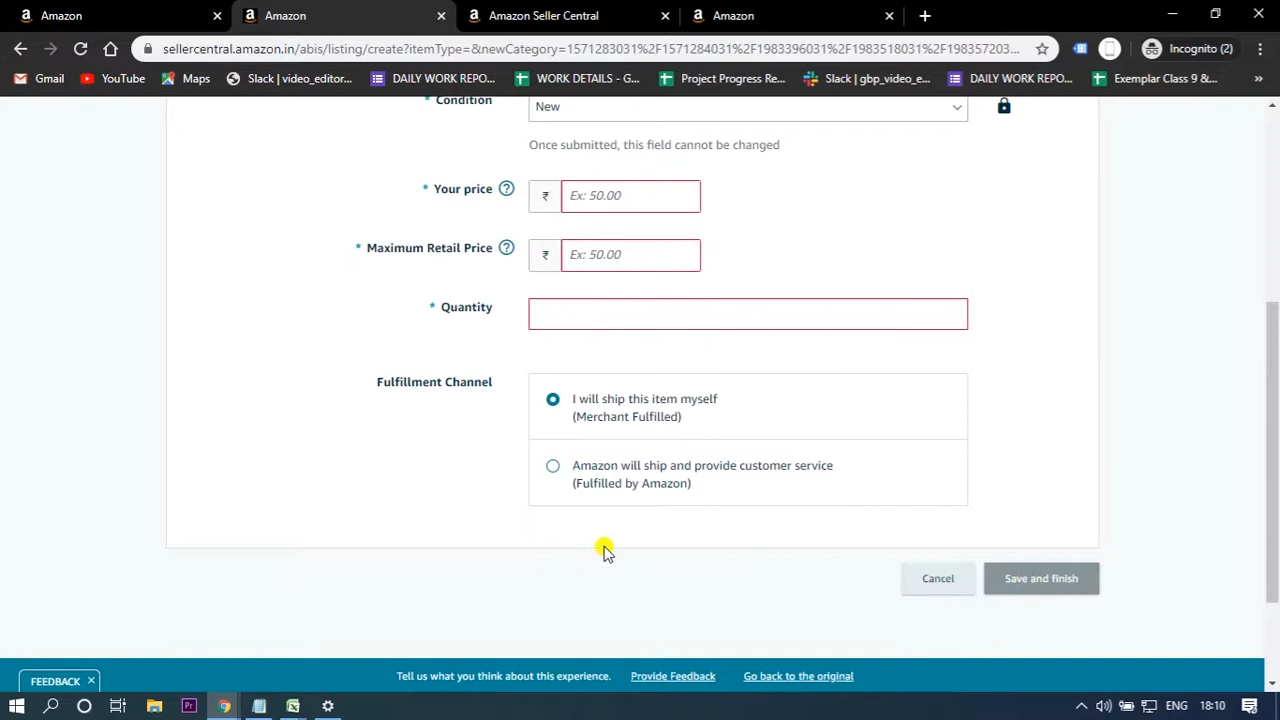 Amazon
Amazon
Amazon Seller Central
Amazon
sellercentral.amazon.in/abis/listing/create?itemType=&newCategory=1571283031%2F1571284031%2F1983396031%2F1983518031%2F198357203...
Incognito (2)
Gmail
YouTube
Maps
Slack | video_editor...
DAILY WORK REPO...
WORK DETAILS - G...
Project Progress Re...
Slack | gbp_video_e...
DAILY WORK REPO...
Exemplar Class 9 &...
»
* Condition
New
Once submitted, this field cannot be changed
* Your price ?
₹ Ex: 50.00
* Maximum Retail Price ?
₹ Ex: 50.00
* Quantity
Fulfillment Channel
I will ship this item myself
(Merchant Fulfilled)
Amazon will ship and provide customer service
(Fulfilled by Amazon)
Cancel
Save and finish
FEEDBACK
Tell us what you think about this experience.
Provide Feedback
Go back to the original
Pr
ENG
18:10